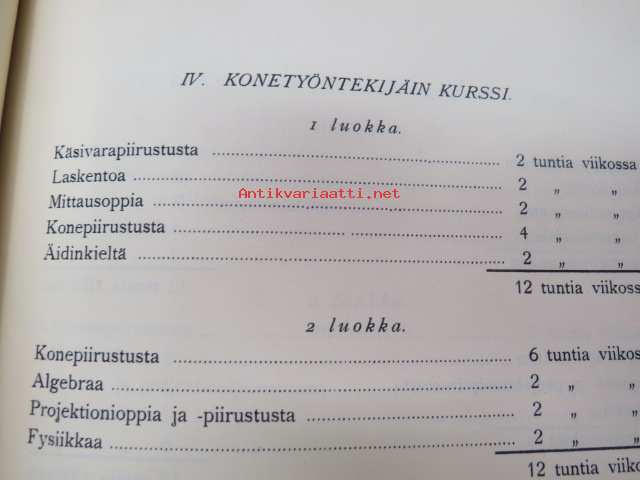 IV. KONETYÖNTEKIJÄIN KURSSI.
1 luokka.
Käsivarapiirustusta ........ 2 tuntia viikossa
Laskentoa ........ 2 „ „
Antikvariaatti.net
Mittausoppia ........ 2 „ „
Konepiirustusta ........ 4 „ „
Äidinkieltä ........ 2 „ „
12 tuntia viikoss
2 luokka.
Konepiirustusta ........ 6 tuntia viikos
Algebraa ........ 2 „ „
Projektionioppia ja -piirustusta ........ 2 „ „
Fysiikkaa ........ 2 „ „
12 tuntia viikos